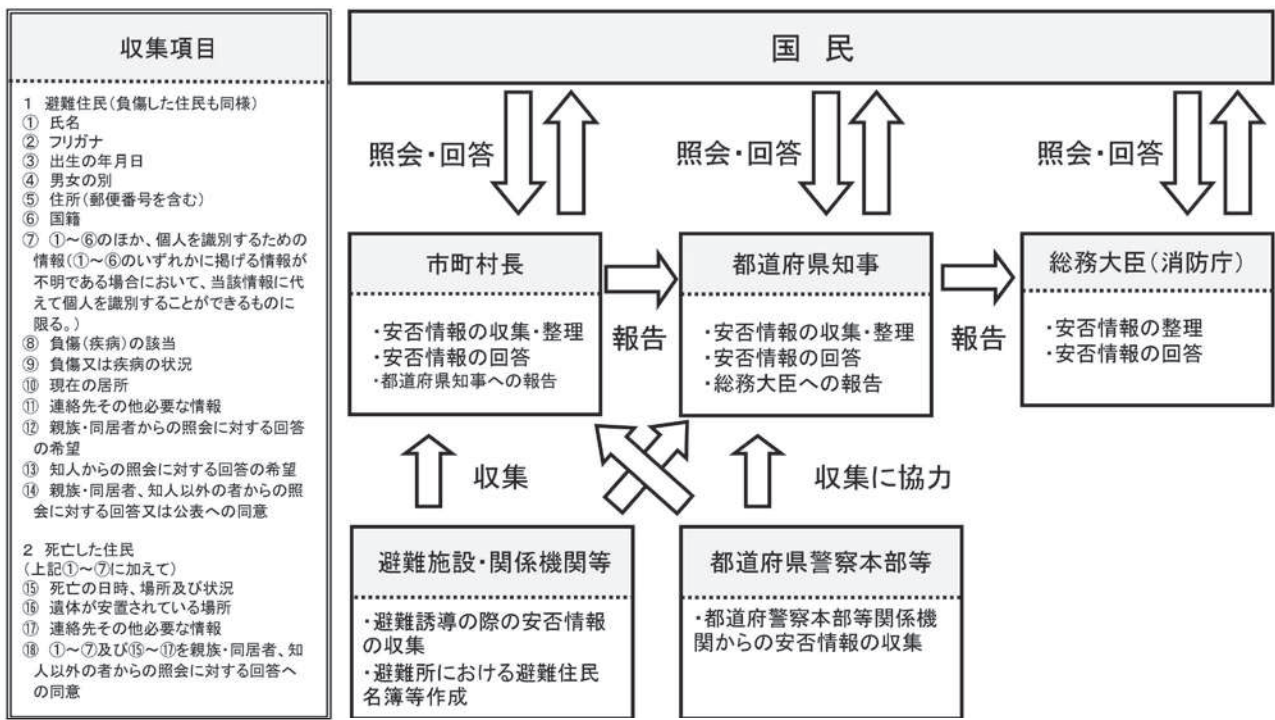 収集項目
1 避難住民(負傷した住民も同様)
① 氏名
② フリガナ
③ 出生の年月日
④ 男女の別
⑤ 住所(郵便番号を含む)
⑥ 国籍
⑦ ①～⑥のほか、個人を識別するための
情報(①～⑥のいずれかに掲げる情報が
不明である場合において、当該情報に代
えて個人を識別することができるものに
限る。)
⑧ 負傷(疾病)の該当
⑨ 負傷又は疾病の状況
⑩ 現在の居所
⑪ 連絡先その他必要な情報
⑫ 親族・同居者からの照会に対する回答
の希望
⑬ 知人からの照会に対する回答の希望
⑭ 親族・同居者、知人以外の者からの照
会に対する回答又は公表への同意
2 死亡した住民
(上記①～⑦に加えて)
⑮ 死亡の日時、場所及び状況
⑯ 遺体が安置されている場所
⑰ 連絡先その他必要な情報
⑱ ①～⑦及び⑮～⑰を親族・同居者、知
人以外の者からの照会に対する回答へ
の同意
国 民
照会・回答
照会・回答
照会・回答
市町村長
・安否情報の収集・整理
・安否情報の回答
・都道府県知事への報告
報告
都道府県知事
・安否情報の収集・整理
・安否情報の回答
・総務大臣への報告
報告
総務大臣(消防庁)
・安否情報の整理
・安否情報の回答
収集
収集に協力
避難施設・関係機関等
・避難誘導の際の安否情報
の収集
・避難所における避難住民
名簿等作成
都道府県警察本部等
・都道府警察本部等関係機
関からの安否情報の収集